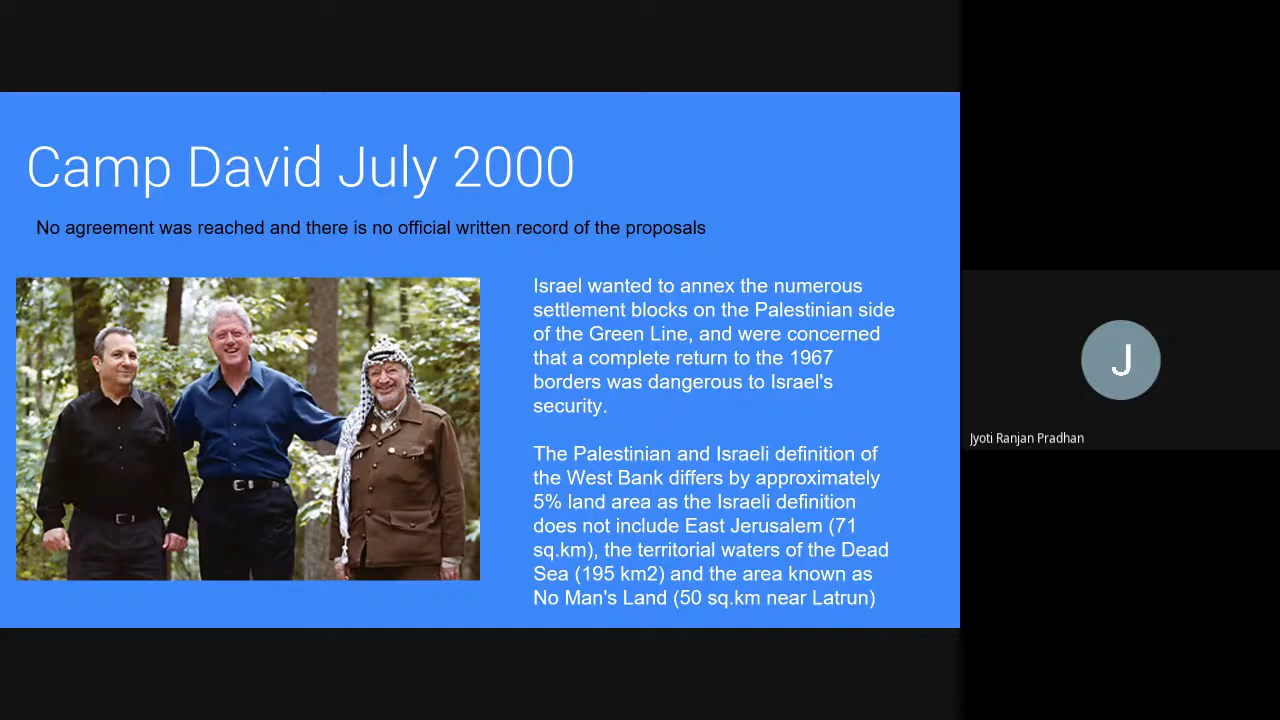 Camp David July 2000
No agreement was reached and there is no official written record of the proposals
Israel wanted to annex the numerous
settlement blocks on the Palestinian side
of the Green Line, and were concerned
that a complete return to the 1967
borders was dangerous to Israel's
security.
The Palestinian and Israeli definition of
the West Bank differs by approximately
5% land area as the Israeli definition
does not include East Jerusalem (71
sq.km), the territorial waters of the Dead
Sea (195 km2) and the area known as
No Man's Land (50 sq.km near Latrun)
J
Jyoti Ranjan Pradhan